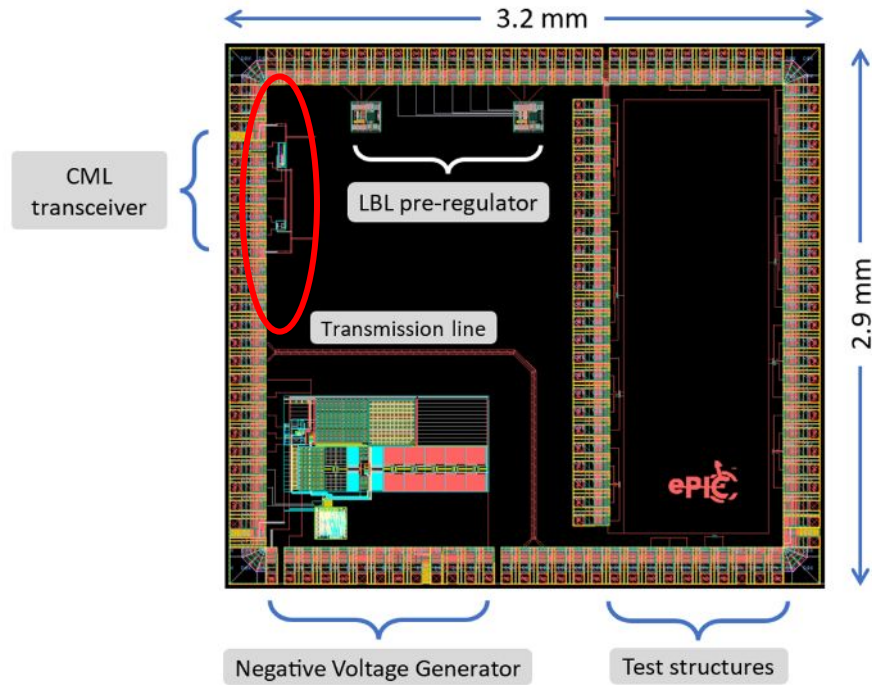 3.2 mm
CML
transceiver
LBL pre-regulator
Transmission line
2.9 mm
ePIC
Negative Voltage Generator
Test structures